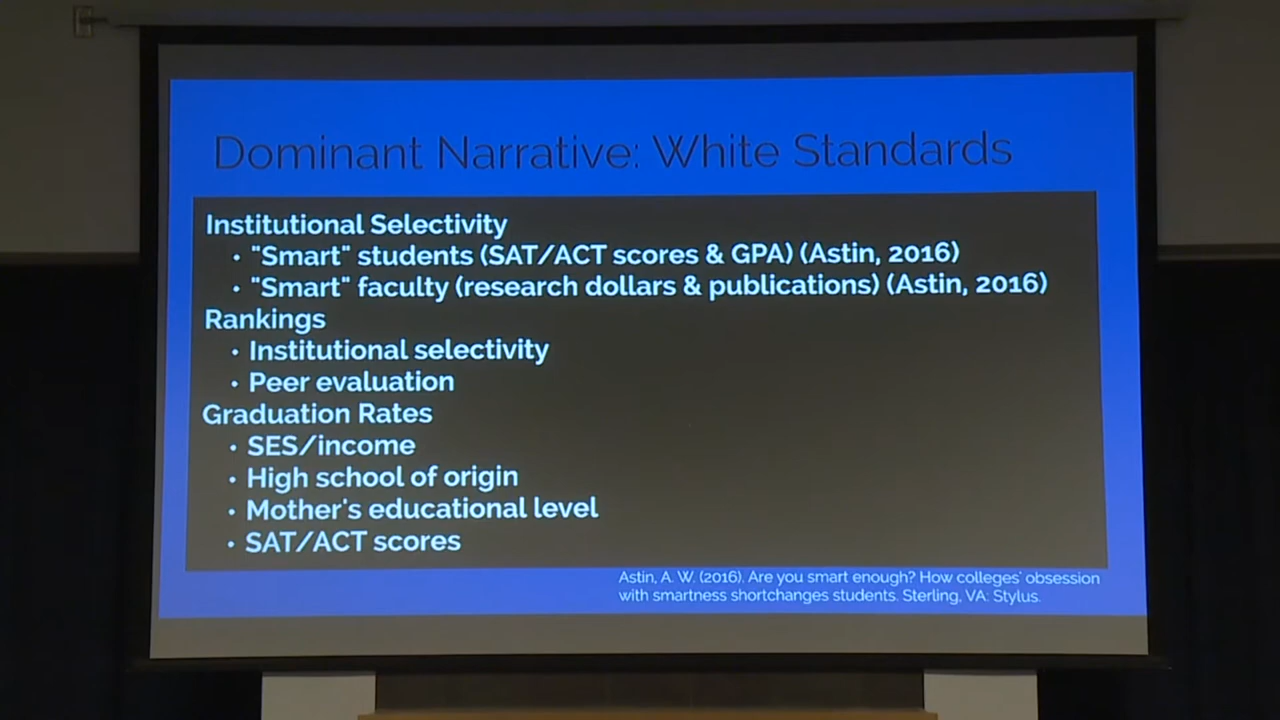 Dominant Narrative: White Standards
Institutional Selectivity
• "Smart" students (SAT/ACT scores & GPA) (Astin, 2016)
• "Smart" faculty (research dollars & publications) (Astin, 2016)
Rankings
• Institutional selectivity
• Peer evaluation
Graduation Rates
• SES/income
• High school of origin
• Mother's educational level
• SAT/ACT scores
Astin, A. W. (2016). Are you smart enough? How colleges' obsession
with smartness shortchanges students. Sterling, VA: Stylus.